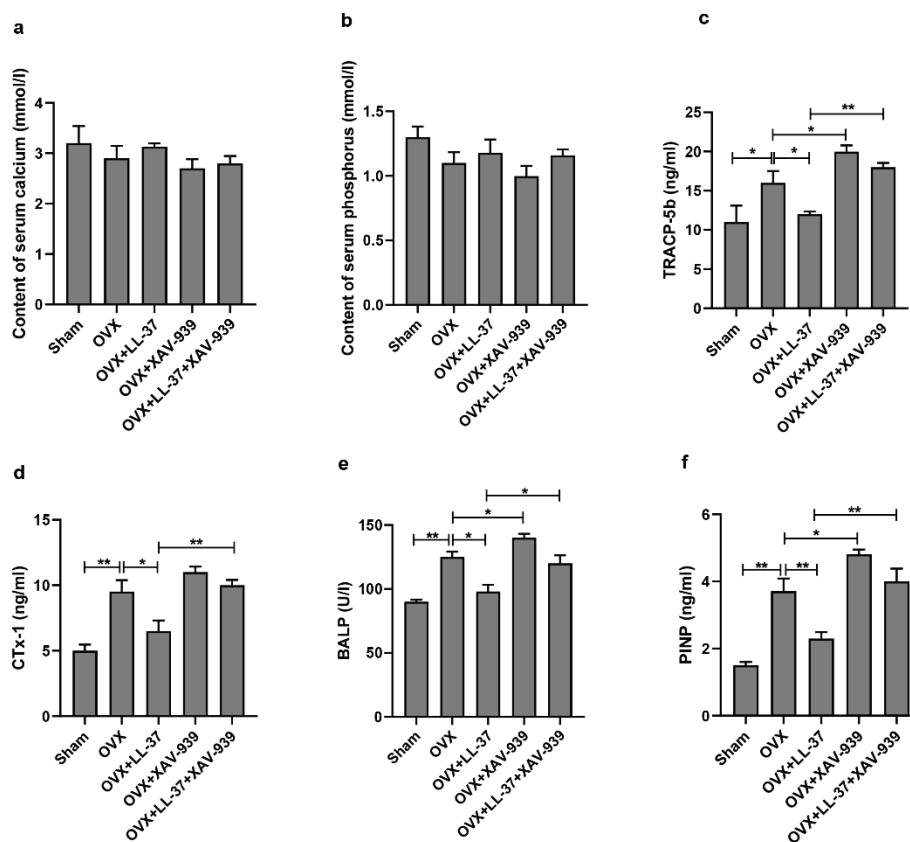 a
Content of serum calcium (mmol/l)
4
3
2
1
0
Sham
OVX
OVX+LL-37
OVX+XAV-939
OVX+LL-37+XAV-939
b
Content of serum phosphorus (mmol/l)
1.5
1.0
0.5
0.0
Sham
OVX
OVX+LL-37
OVX+XAV-939
OVX+LL-37+XAV-939
c
TRACP-5b (ng/ml)
25
20
15
10
5
0
**
*
* *
Sham
OVX
OVX+LL-37
OVX+XAV-939
OVX+LL-37+XAV-939
d
CTx-1 (ng/ml)
15
10
5
0
**
** *
Sham
OVX
OVX+LL-37
OVX+XAV-939
OVX+LL-37+XAV-939
e
BALP (U/l)
150
100
50
0
*
*
** *
Sham
OVX
OVX+LL-37
OVX+XAV-939
OVX+LL-37+XAV-939
f
PINP (ng/ml)
6
4
2
0
**
*
** **
Sham
OVX
OVX+LL-37
OVX+XAV-939
OVX+LL-37+XAV-939